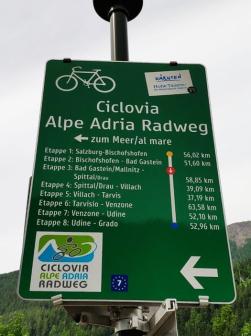 KÄRNTEN
Hohe Tauern
Ciclovia
Alpe Adria Radweg
← zum Meer/al mare
Etappe 1: Salzburg-Bischofshofen 56,02 km
Etappe 2: Bischofshofen - Bad Gastein 51,60 km
Etappe 3: Bad Gastein/Mallnitz -
Spittal/Drau 58,85 km
Etappe 4: Spittal/Drau - Villach 39,09 km
Etappe 5: Villach - Tarvis 37,19 km
Etappe 6: Tarvisio - Venzone 63,58 km
Etappe 7: Venzone - Udine 52,10 km
Etappe 8: Udine - Grado 52,96 km
CICLOVIA
ALPE ADRIA
RADWEG
7